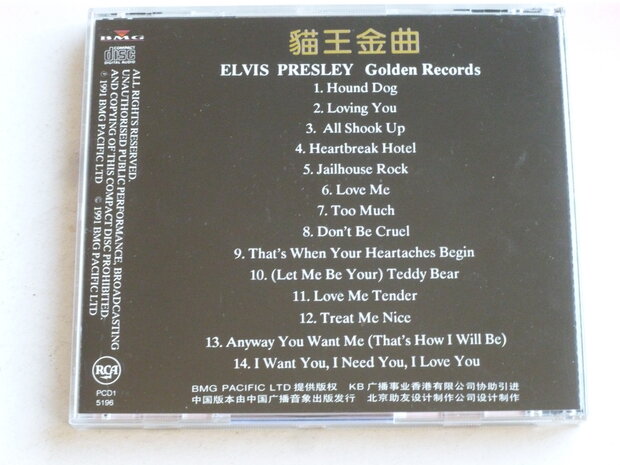 BMG
COMPACT
disc
DIGITAL AUDIO
貓王金曲
ELVIS PRESLEY Golden Records
1. Hound Dog
2. Loving You
3. All Shook Up
4. Heartbreak Hotel
5. Jailhouse Rock
6. Love Me
7. Too Much
8. Don't Be Cruel
9. That's When Your Heartaches Begin
10. (Let Me Be Your) Teddy Bear
11. Love Me Tender
12. Treat Me Nice
13. Anyway You Want Me (That's How I Will Be)
14. I Want You, I Need You, I Love You
ALL RIGHTS RESERVED.
UNAUTHORISED PUBLIC PERFORMANCE, BROADCASTING
AND COPYING OF THIS COMPACT DISC PROHIBITED.
℗ 1991 BMG PACIFIC LTD © 1991 BMG PACIFIC LTD
RCA
PCD1
5196
BMG PACIFIC LTD 提供版权 KB 广播事业香港有限公司协助引进
中国版本由中国广播音象出版发行 北京助友设计制作公司设计制作